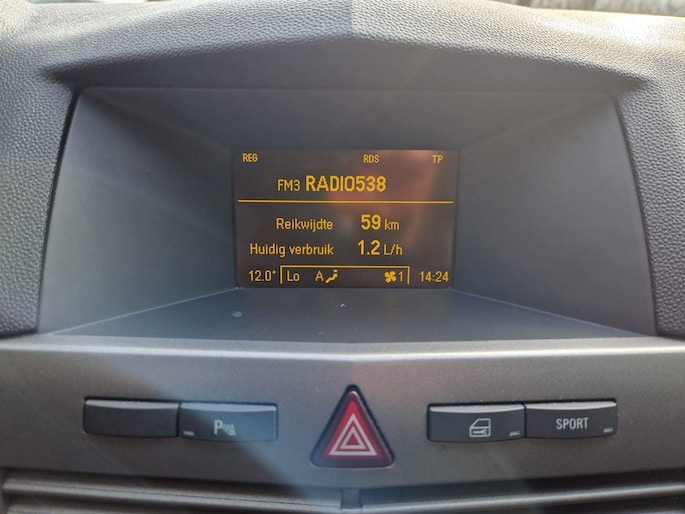 REG RDS TP
FM3 RADIO538
Reikwijdte 59 km
Huidig verbruik 1.2 L/h
12.0° Lo A 1 14:24
P SPORT